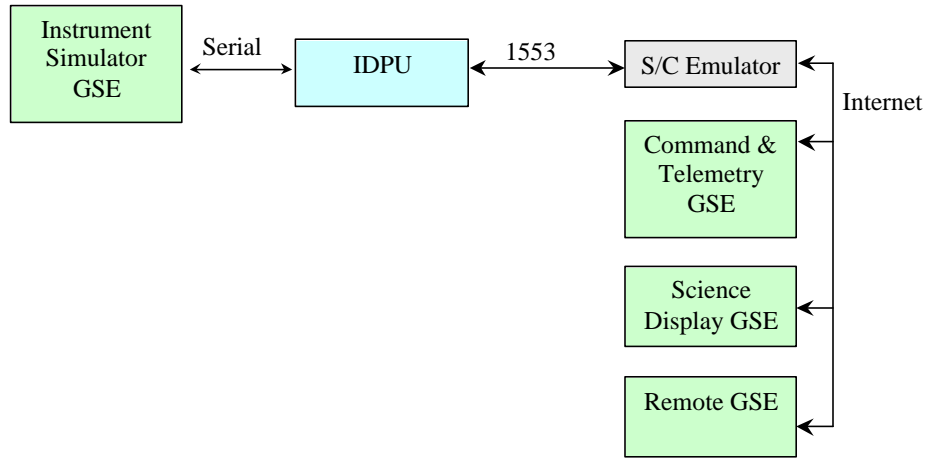 Instrument
Simulator
GSE
Serial
IDPU
1553
S/C Emulator
Internet
Command &
Telemetry
GSE
Science
Display GSE
Remote GSE